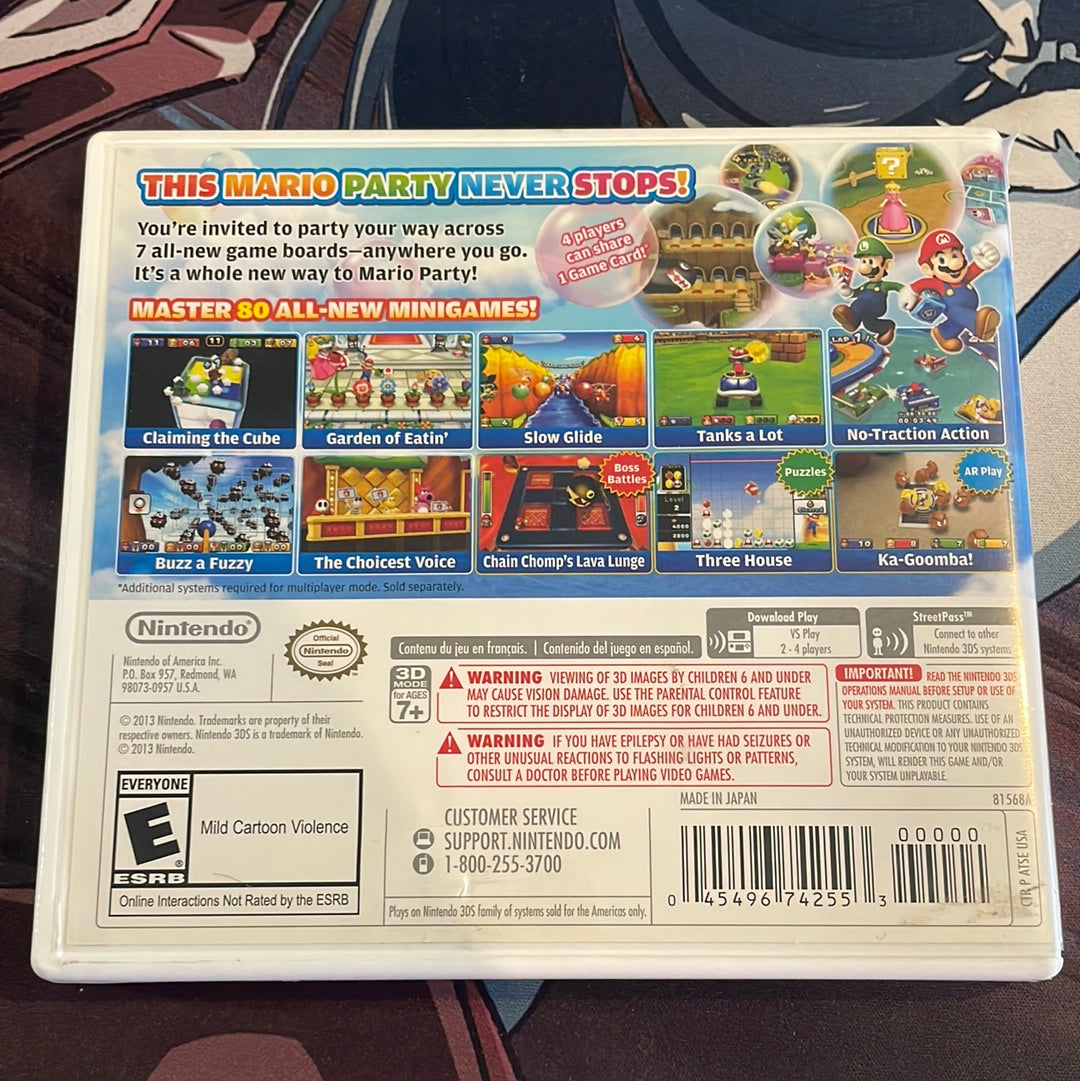 THIS MARIO PARTY NEVER STOPS!
You're invited to party your way across
7 all-new game boards—anywhere you go.
It's a whole new way to Mario Party!
4 players
can share
1 Game Card!*
MASTER 80 ALL-NEW MINIGAMES!
LAP 1/
Claiming the Cube
Garden of Eatin'
Slow Glide
Tanks a Lot
No-Traction Action
Boss
Battles
Puzzles
AR Play
Level
2
Buzz a Fuzzy
The Choicest Voice
Chain Chomp's Lava Lunge
Three House
Ka-Goomba!
*Additional systems required for multiplayer mode. Sold separately.
Nintendo®
Nintendo of America Inc.
P.O. Box 957, Redmond, WA
98073-0957 U.S.A.
Official
Nintendo
Seal
Contenu du jeu en français. | Contenido del juego en español.
Download Play
VS Play
2 - 4 players
StreetPass™
Connect to other
Nintendo 3DS systems
© 2013 Nintendo. Trademarks are property of their
respective owners. Nintendo 3DS is a trademark of Nintendo.
© 2013 Nintendo.
3D
MODE
for AGES
7+
WARNING VIEWING OF 3D IMAGES BY CHILDREN 6 AND UNDER
MAY CAUSE VISION DAMAGE. USE THE PARENTAL CONTROL FEATURE
TO RESTRICT THE DISPLAY OF 3D IMAGES FOR CHILDREN 6 AND UNDER.
WARNING IF YOU HAVE EPILEPSY OR HAVE HAD SEIZURES OR
OTHER UNUSUAL REACTIONS TO FLASHING LIGHTS OR PATTERNS,
CONSULT A DOCTOR BEFORE PLAYING VIDEO GAMES.
IMPORTANT! READ THE NINTENDO 3DS
OPERATIONS MANUAL BEFORE SETUP OR USE OF
YOUR SYSTEM. THIS PRODUCT CONTAINS
TECHNICAL PROTECTION MEASURES. USE OF AN
UNAUTHORIZED DEVICE OR ANY UNAUTHORIZED
TECHNICAL MODIFICATION TO YOUR NINTENDO 3DS
SYSTEM, WILL RENDER THIS GAME AND/OR
YOUR SYSTEM UNPLAYABLE.
EVERYONE
E
®
ESRB
Mild Cartoon Violence
Online Interactions Not Rated by the ESRB
CUSTOMER SERVICE
SUPPORT.NINTENDO.COM
1-800-255-3700
Plays on Nintendo 3DS family of systems sold for the Americas only.
MADE IN JAPAN
81568A
0 45496 74255 3
00000
CTR P ATSE USA